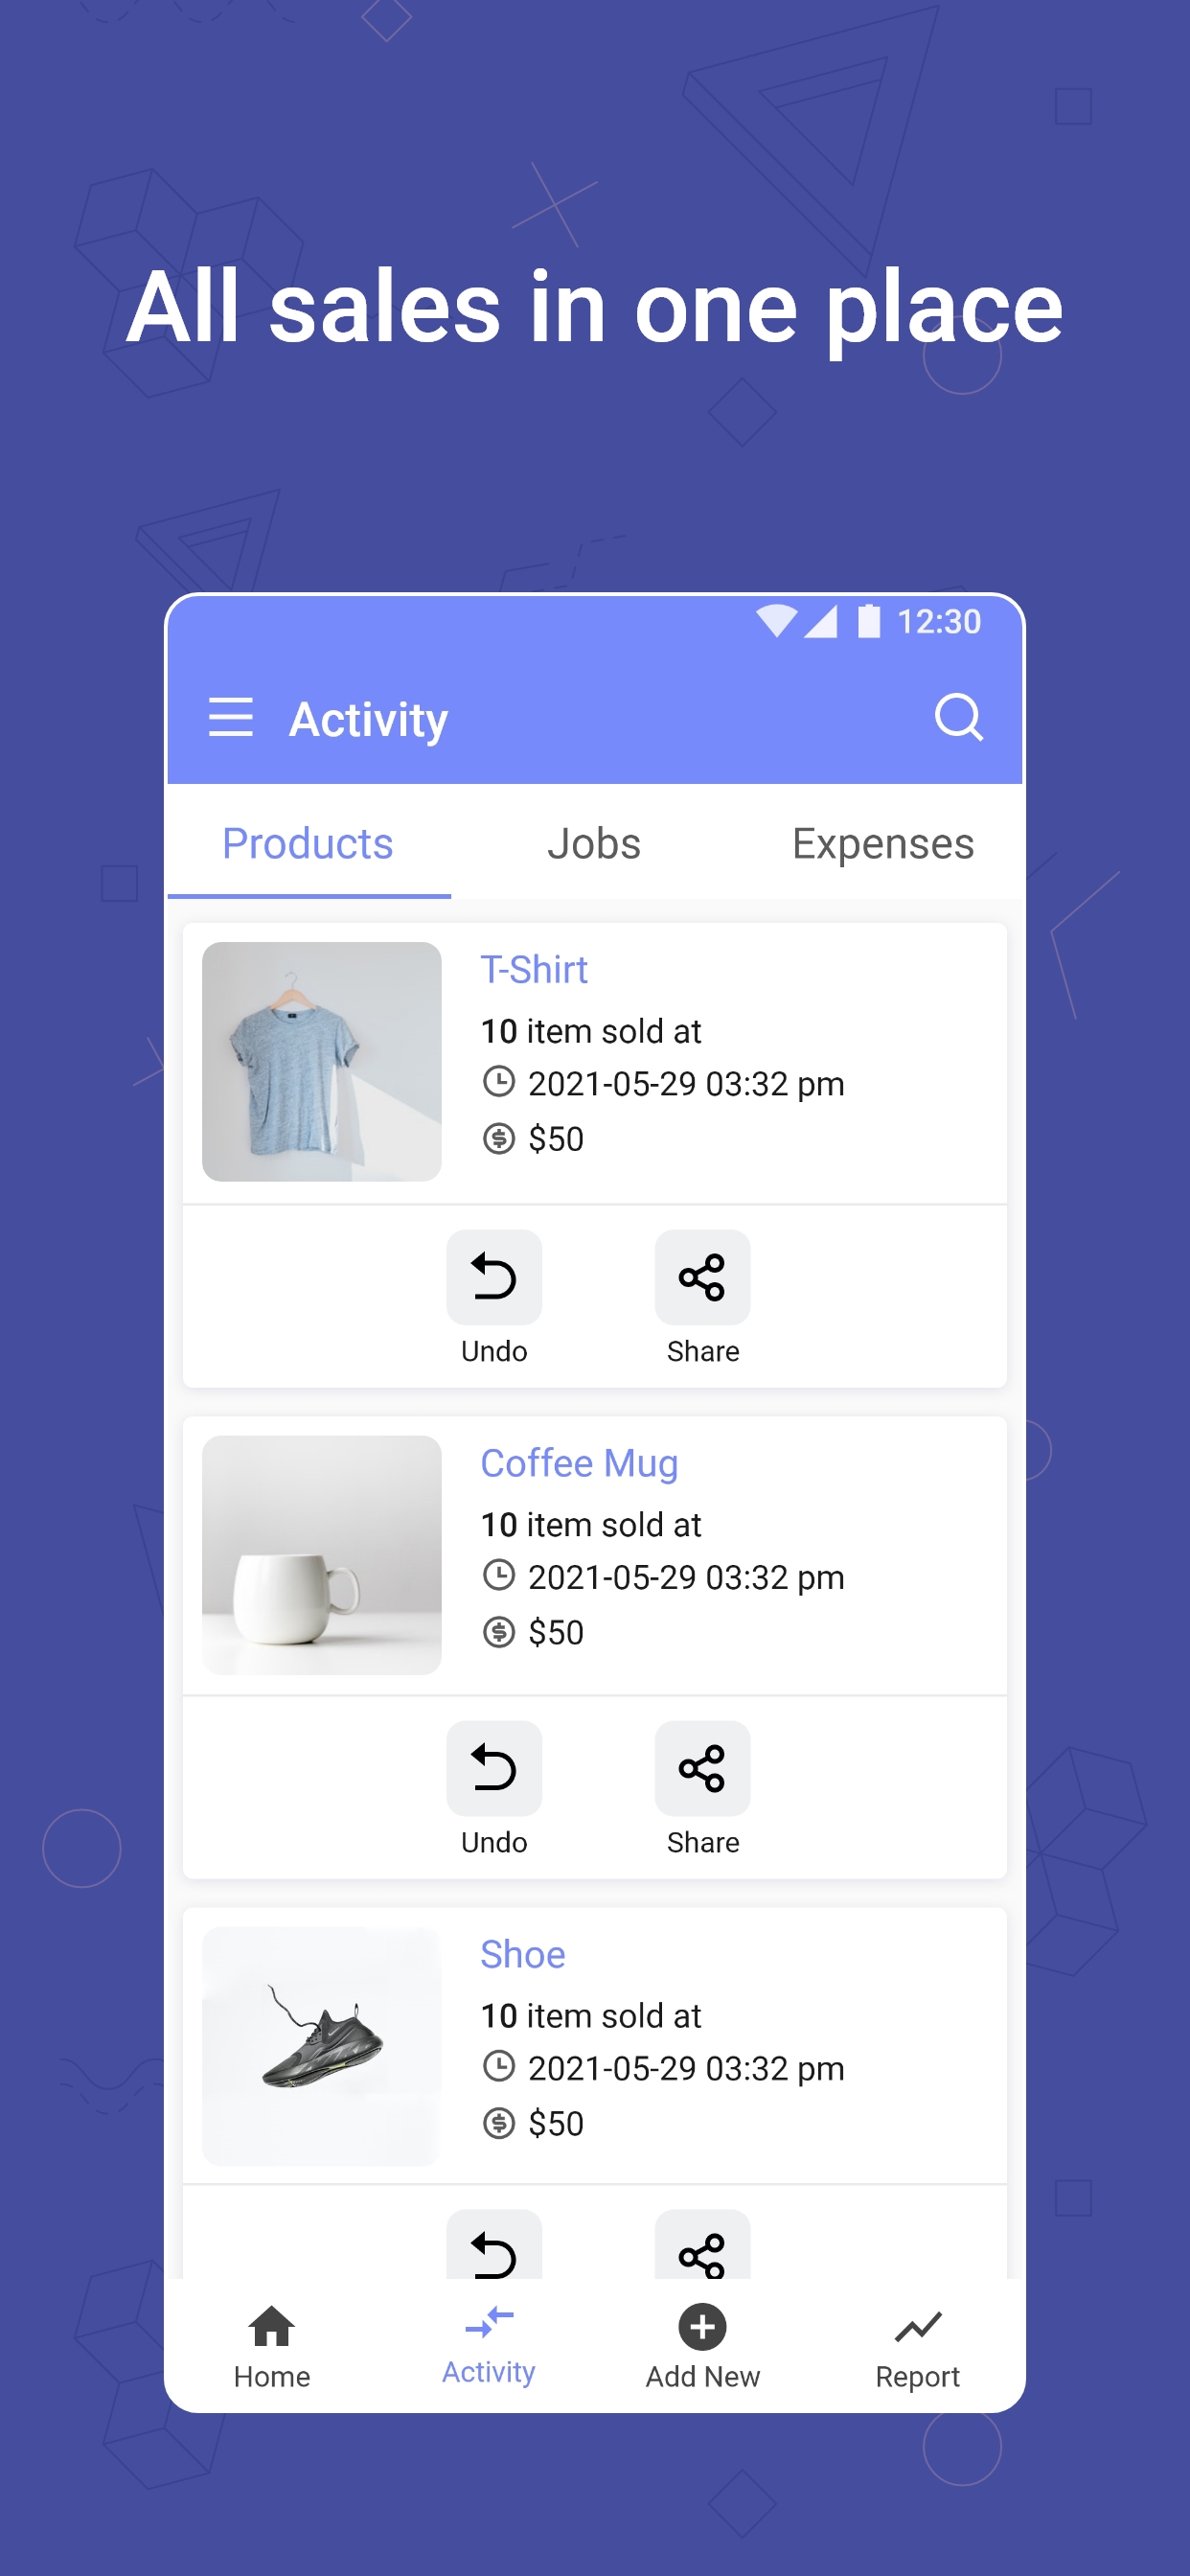 All sales in one place
12:30
Activity
Products Jobs Expenses
T-Shirt
10 item sold at
2021-05-29 03:32 pm
$50
Undo Share
Coffee Mug
10 item sold at
2021-05-29 03:32 pm
$50
Undo Share
Shoe
10 item sold at
2021-05-29 03:32 pm
$50
Home Activity Add New Report